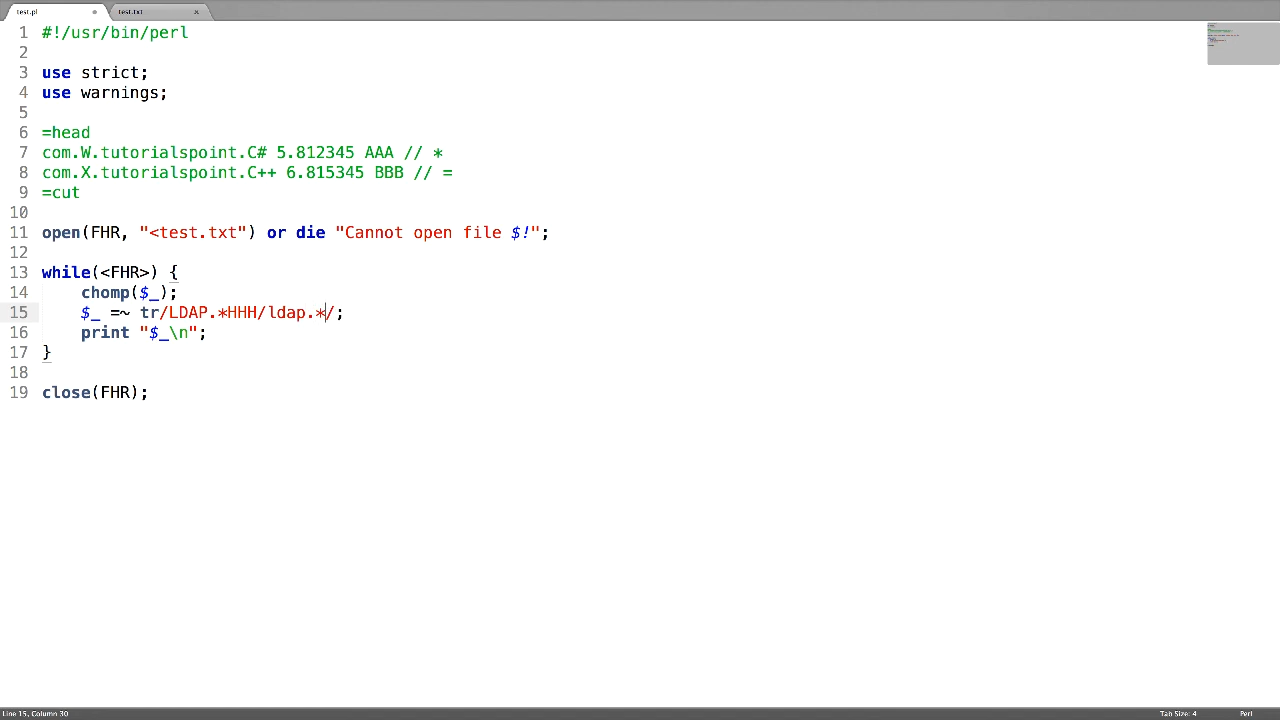 test.pl
test.txt ×
1 #!/usr/bin/perl
2
3 use strict;
4 use warnings;
5
6 =head
7 com.W.tutorialspoint.C# 5.812345 AAA // *
8 com.X.tutorialspoint.C++ 6.815345 BBB // =
9 =cut
10
11 open(FHR, "<test.txt") or die "Cannot open file $!";
12
13 while(<FHR>) {
14     chomp($_);
15     $_ =~ tr/LDAP.*HHH/ldap.*/;
16     print "$_\n";
17 }
18
19 close(FHR);
Line 15, Column 30
Tab Size: 4
Perl